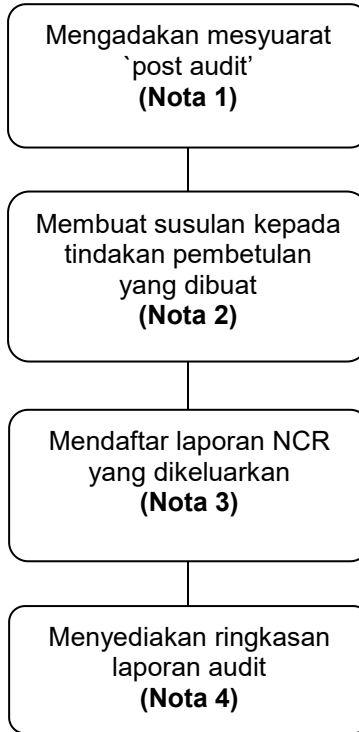 Mengadakan mesyuarat
`post audit’
(Nota 1)
Membuat susulan kepada
tindakan pembetulan
yang dibuat
(Nota 2)
Mendaftar laporan NCR
yang dikeluarkan
(Nota 3)
Menyediakan ringkasan
laporan audit
(Nota 4)